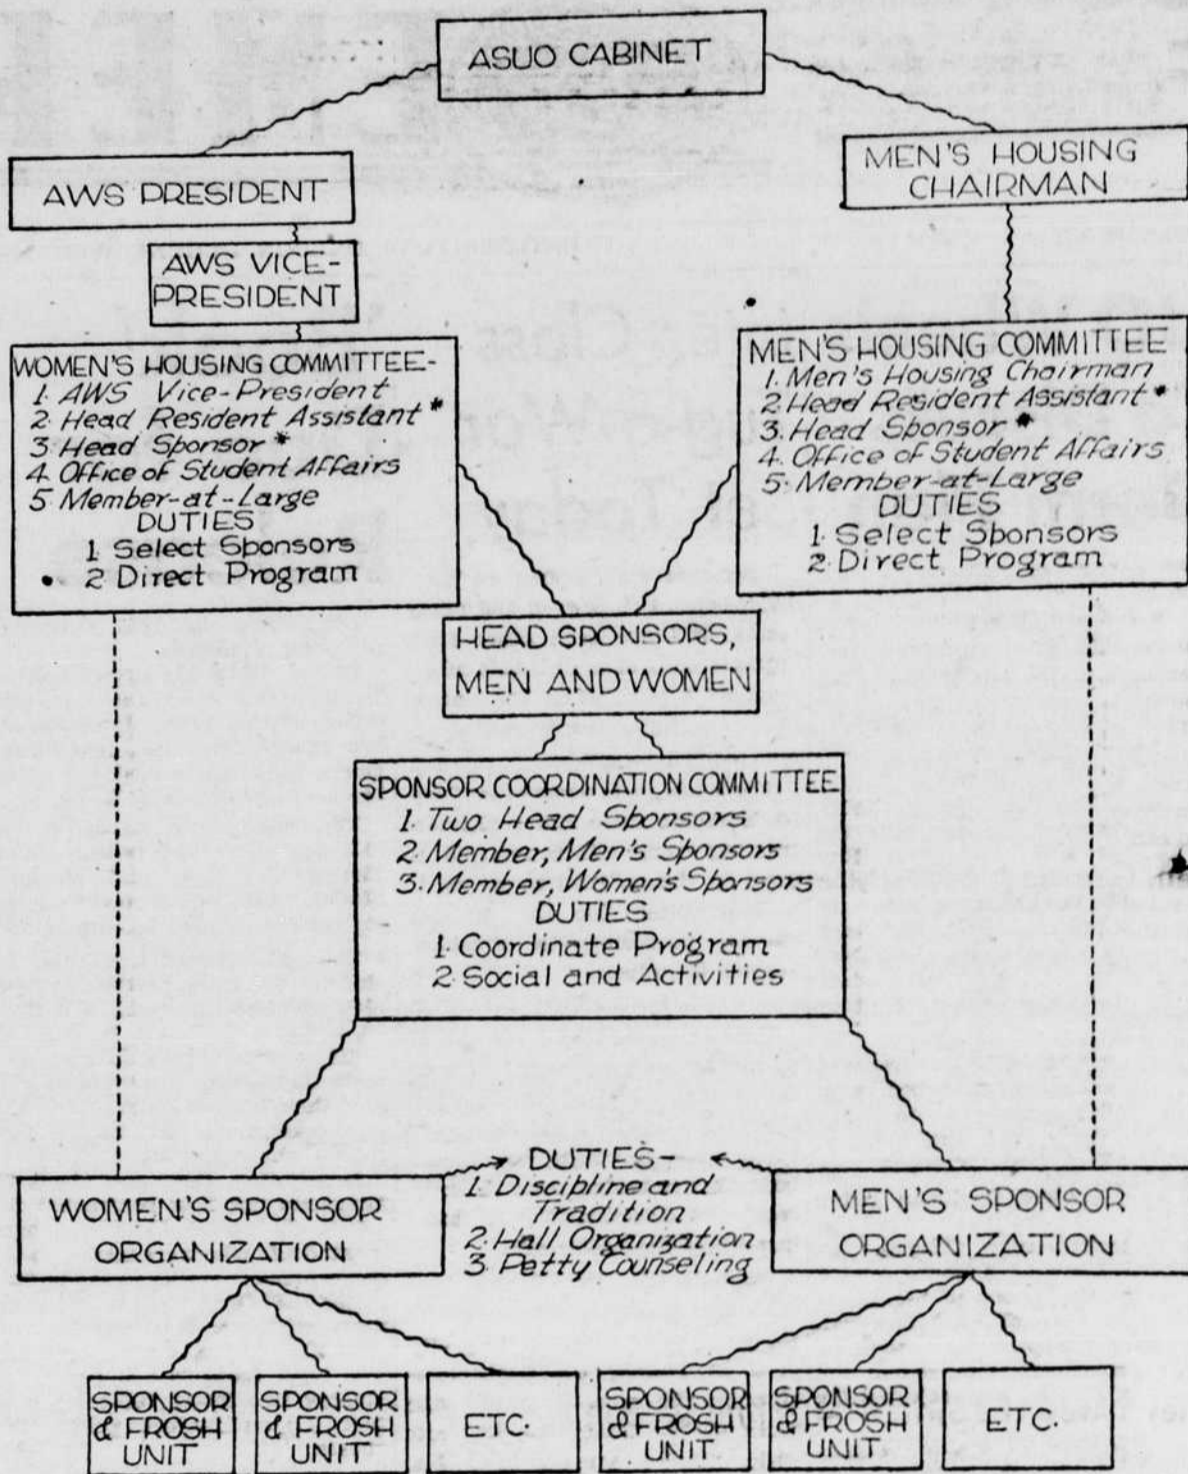 ASUO CABINET
AWS PRESIDENT
MEN'S HOUSING
CHAIRMAN
AWS VICE-
PRESIDENT
WOMEN'S HOUSING COMMITTEE-
1. AWS Vice-President
2. Head Resident Assistant *
3. Head Sponsor *
4. Office of Student Affairs
5. Member-at-Large
DUTIES
1. Select Sponsors
2. Direct Program
MEN'S HOUSING COMMITTEE
1. Men's Housing Chairman
2. Head Resident Assistant *
3. Head Sponsor *
4. Office of Student Affairs
5. Member-at-Large
DUTIES
1. Select Sponsors
2. Direct Program
HEAD SPONSORS,
MEN AND WOMEN
SPONSOR COORDINATION COMMITTEE
1. Two Head Sponsors
2. Member, Men's Sponsors
3. Member, Women's Sponsors
DUTIES
1. Coordinate Program
2. Social and Activities
WOMEN'S SPONSOR
ORGANIZATION
DUTIES-
1. Discipline and
Tradition
2. Hall Organization
3. Petty Counseling
MEN'S SPONSOR
ORGANIZATION
SPONSOR
& FROSH
UNIT
SPONSOR
& FROSH
UNIT
ETC.
SPONSOR
& FROSH
UNIT
SPONSOR
& FROSH
UNIT
ETC.